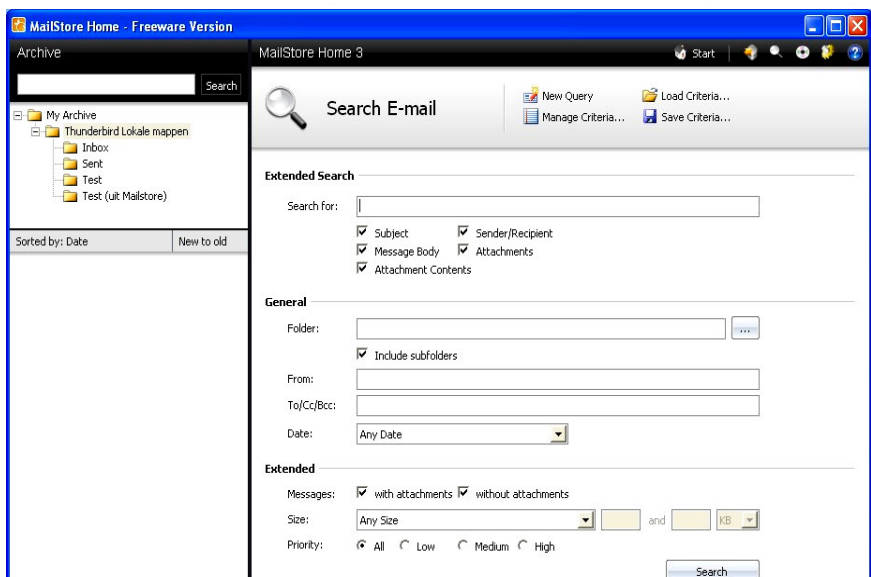 MailStore Home - Freeware Version
Archive
Search
My Archive
Thunderbird Lokale mappen
Inbox
Sent
Test
Test (uit Mailstore)
Sorted by: Date New to old
MailStore Home 3 Start
Search E-mail
New Query Load Criteria...
Manage Criteria... Save Criteria...
Extended Search
Search for:
Subject Sender/Recipient
Message Body Attachments
Attachment Contents
General
Folder: ...
Include subfolders
From:
To/Cc/Bcc:
Date: Any Date
Extended
Messages: with attachments without attachments
Size: Any Size and KB
Priority: All Low Medium High
Search